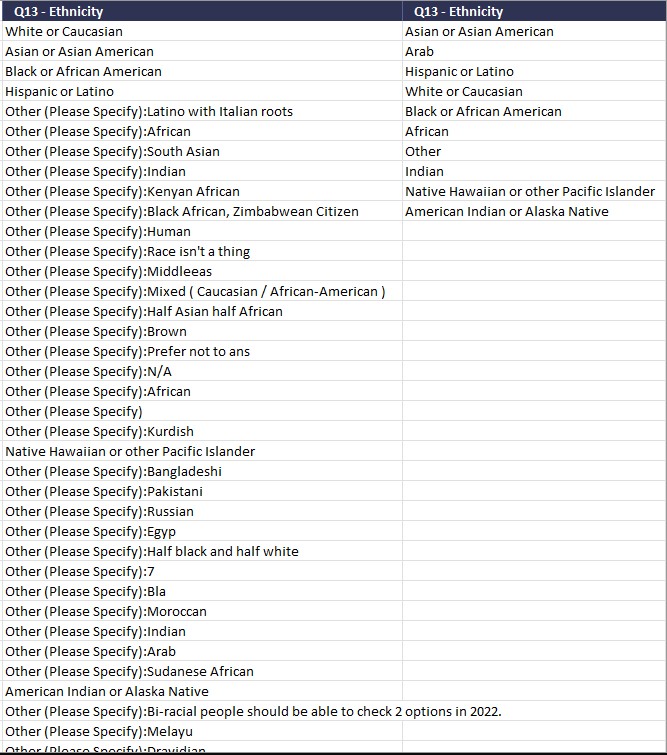 Q13 - Ethnicity Q13 - Ethnicity
White or Caucasian Asian or Asian American
Asian or Asian American Arab
Black or African American Hispanic or Latino
Hispanic or Latino White or Caucasian
Other (Please Specify):Latino with Italian roots Black or African American
Other (Please Specify):African African
Other (Please Specify):South Asian Other
Other (Please Specify):Indian Indian
Other (Please Specify):Kenyan African Native Hawaiian or other Pacific Islander
Other (Please Specify):Black African, Zimbabwean Citizen American Indian or Alaska Native
Other (Please Specify):Human
Other (Please Specify):Race isn't a thing
Other (Please Specify):Middleeas
Other (Please Specify):Mixed ( Caucasian / African-American )
Other (Please Specify):Half Asian half African
Other (Please Specify):Brown
Other (Please Specify):Prefer not to ans
Other (Please Specify):N/A
Other (Please Specify):African
Other (Please Specify)
Other (Please Specify):Kurdish
Native Hawaiian or other Pacific Islander
Other (Please Specify):Bangladeshi
Other (Please Specify):Pakistani
Other (Please Specify):Russian
Other (Please Specify):Egyp
Other (Please Specify):Half black and half white
Other (Please Specify):7
Other (Please Specify):Bla
Other (Please Specify):Moroccan
Other (Please Specify):Indian
Other (Please Specify):Arab
Other (Please Specify):Sudanese African
American Indian or Alaska Native
Other (Please Specify):Bi-racial people should be able to check 2 options in 2022.
Other (Please Specify):Melayu
Other (Please Specify):Dravidian